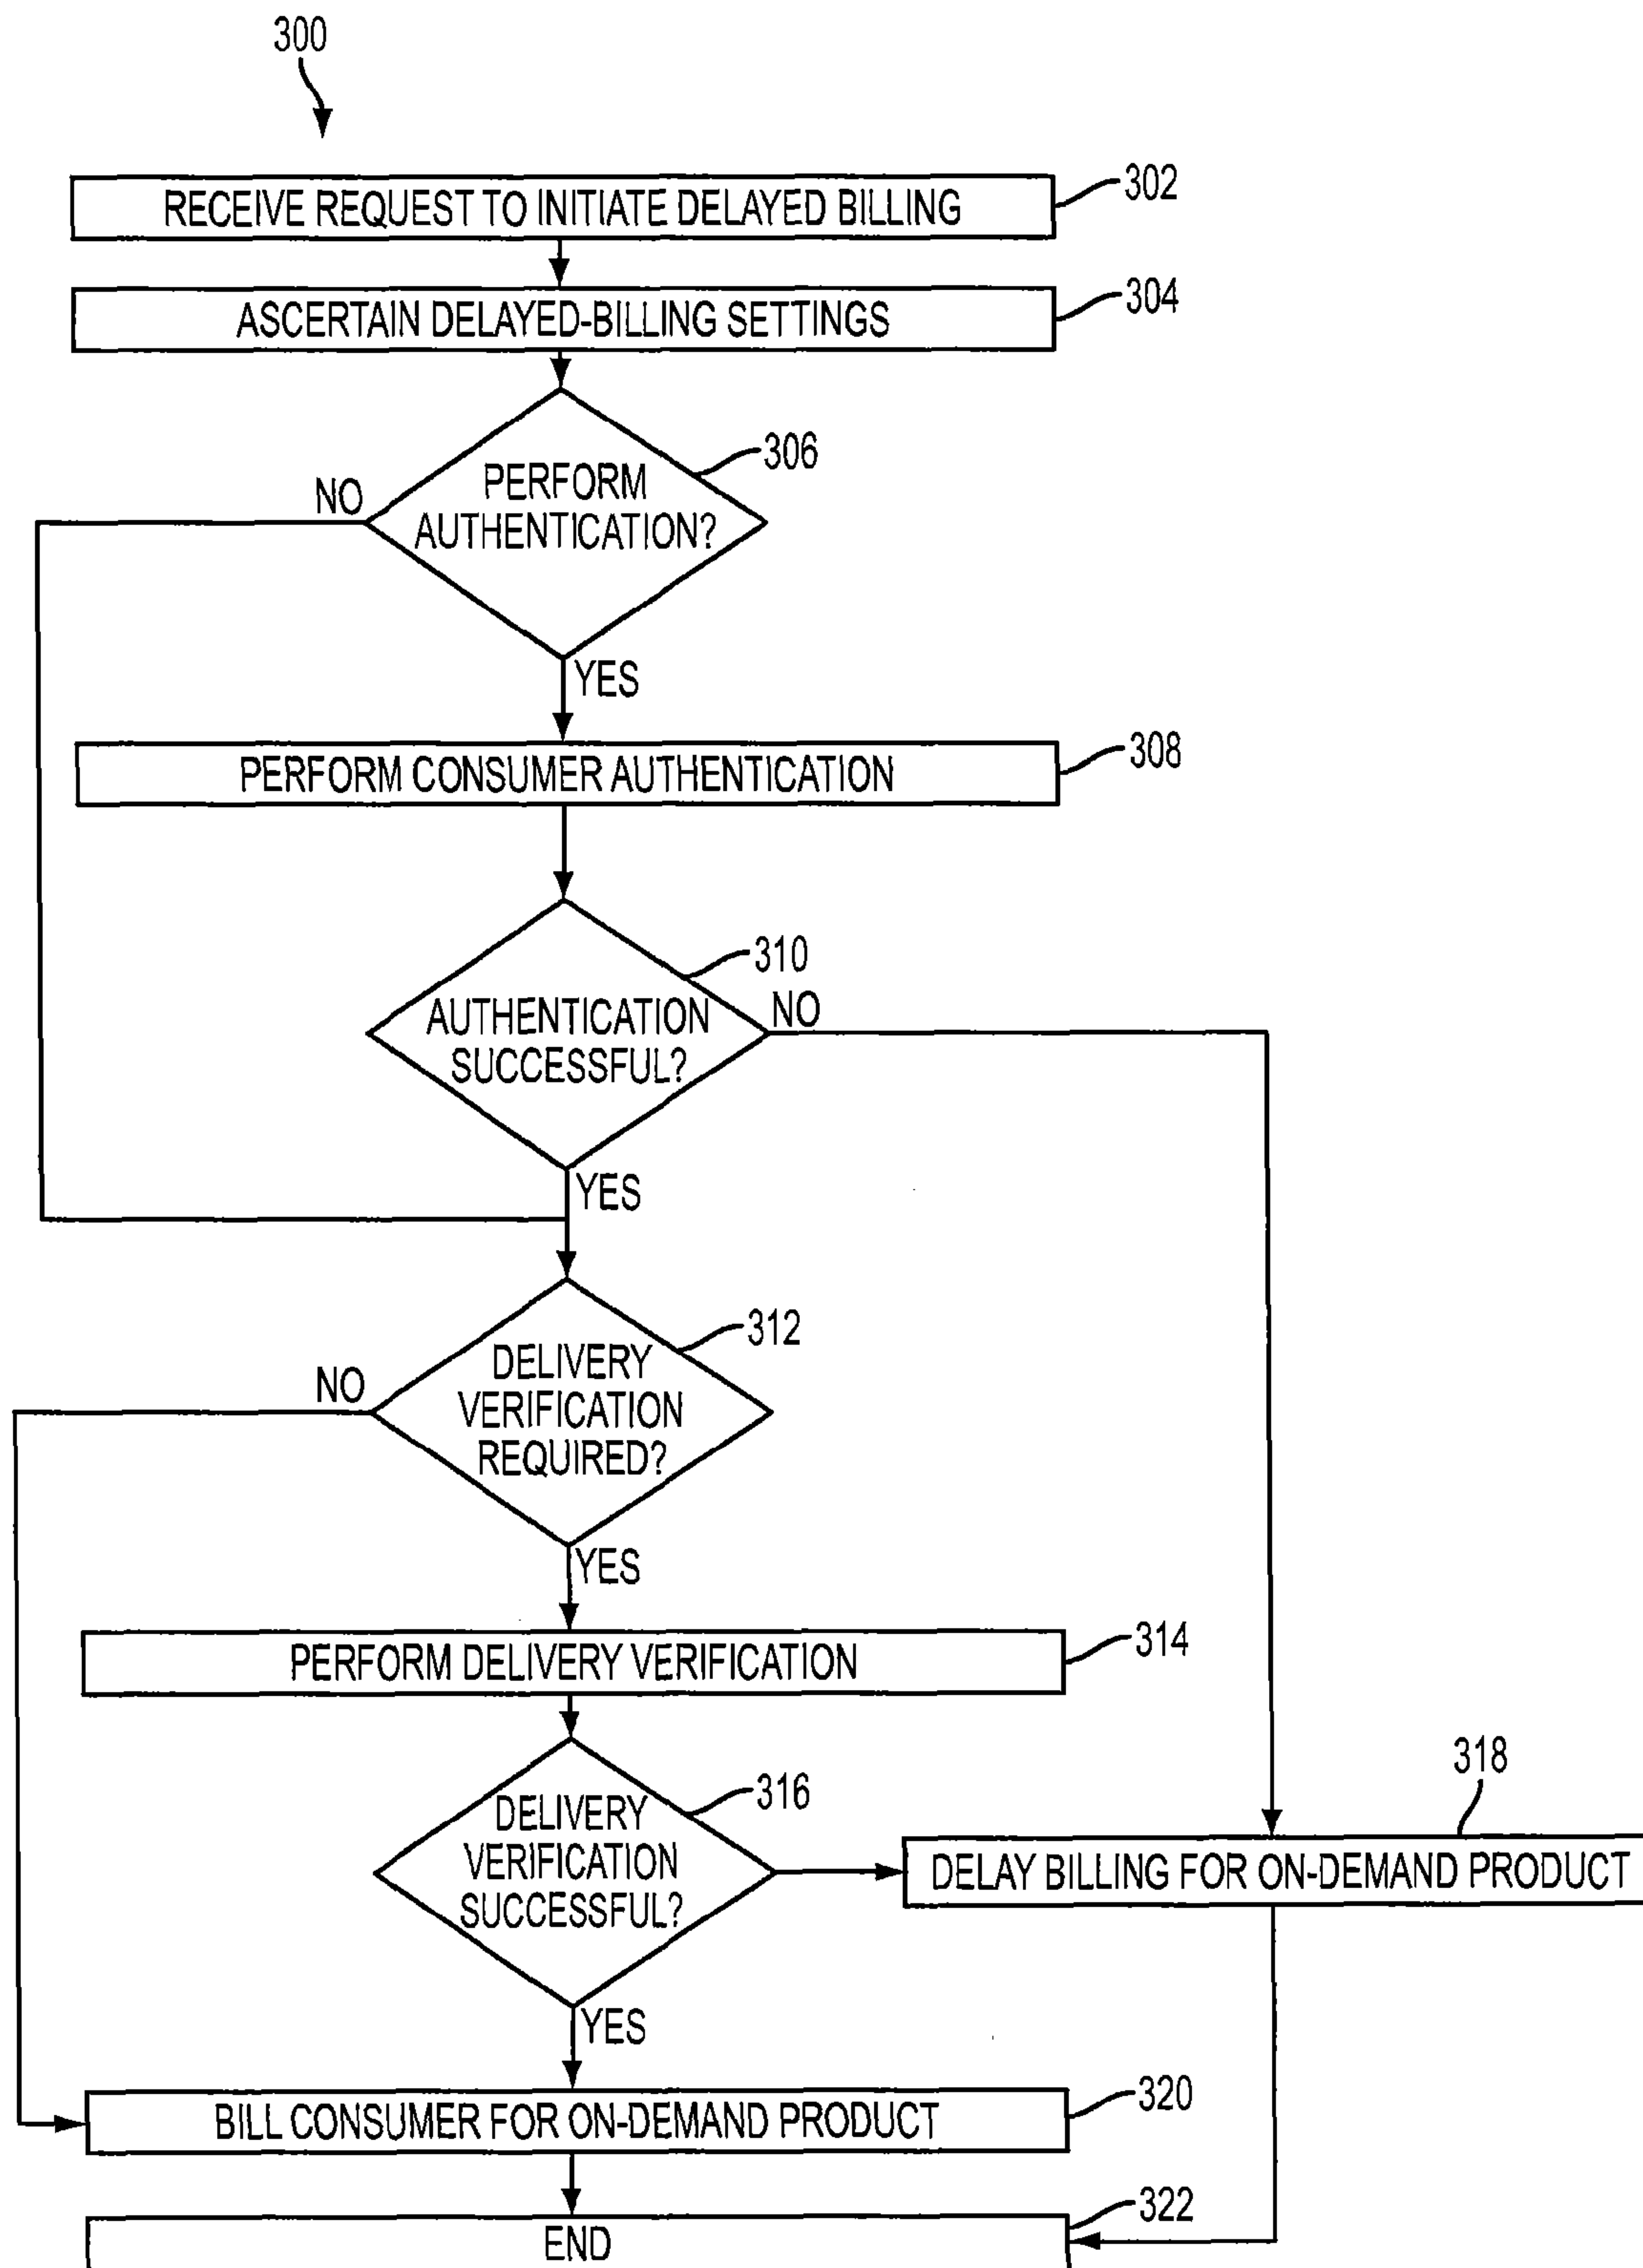 300
RECEIVE REQUEST TO INITIATE DELAYED BILLING
302
ASCERTAIN DELAYED-BILLING SETTINGS
304
306
PERFORM
AUTHENTICATION?
NO
YES
PERFORM CONSUMER AUTHENTICATION
308
310
AUTHENTICATION
SUCCESSFUL?
NO
YES
312
DELIVERY
VERIFICATION
REQUIRED?
NO
YES
PERFORM DELIVERY VERIFICATION
314
316
DELIVERY
VERIFICATION
SUCCESSFUL?
318
DELAY BILLING FOR ON-DEMAND PRODUCT
YES
BILL CONSUMER FOR ON-DEMAND PRODUCT
320
END
322